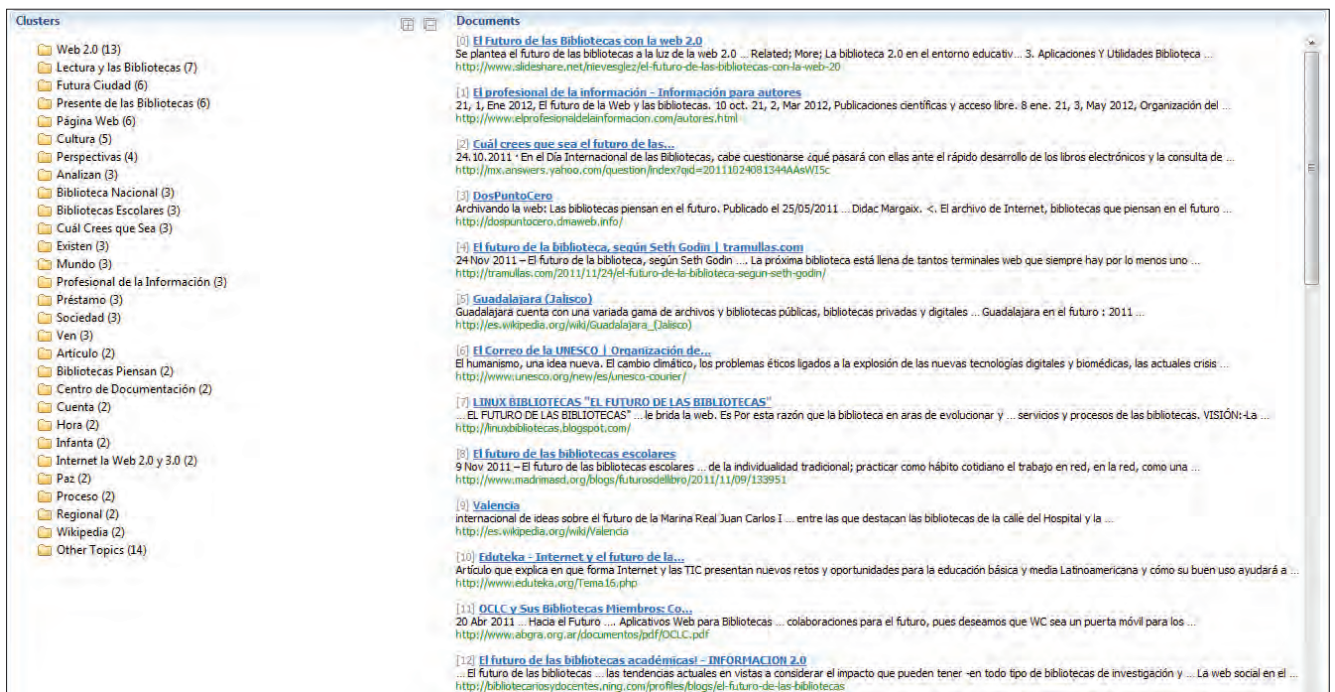 Clusters
Web 2.0 (13)
Lectura y las Bibliotecas (7)
Futura Ciudad (6)
Presente de las Bibliotecas (6)
Página Web (6)
Cultura (5)
Perspectivas (4)
Analizan (3)
Biblioteca Nacional (3)
Bibliotecas Escolares (3)
Cuál Crees que Sea (3)
Existen (3)
Mundo (3)
Profesional de la Información (3)
Préstamo (3)
Sociedad (3)
Ven (3)
Artículo (2)
Bibliotecas Piensan (2)
Centro de Documentación (2)
Cuenta (2)
Hora (2)
Infanta (2)
Internet la Web 2.0 y 3.0 (2)
Paz (2)
Proceso (2)
Regional (2)
Wikipedia (2)
Other Topics (14)
Documents
[0] El Futuro de las Bibliotecas con la web 2.0
Se plantea el futuro de las bibliotecas a la luz de la web 2.0 ... Related; More; La biblioteca 2.0 en el entorno educativ... 3. Aplicaciones Y Utilidades Biblioteca ...
http://www.slideshare.net/nievesglez/el-futuro-de-las-bibliotecas-con-la-web-20
[1] El profesional de la información - Información para autores
21, 1, Ene 2012, El futuro de la Web y las bibliotecas. 10 oct. 21, 2, Mar 2012, Publicaciones científicas y acceso libre. 8 ene. 21, 3, May 2012, Organización del ...
http://www.elprofesionaldelainformacion.com/autores.html
[2] Cuál crees que sea el futuro de las...
24.10.2011 · En el Día Internacional de las Bibliotecas, cabe cuestionarse ¿qué pasará con ellas ante el rápido desarrollo de los libros electrónicos y la consulta de ...
http://mx.answers.yahoo.com/question/index?qid=20111024081344AAsWI5c
[3] DosPuntoCero
Archivando la web: Las bibliotecas piensan en el futuro. Publicado el 25/05/2011 ... Didac Margaix. <. El archivo de Internet, bibliotecas que piensan en el futuro ...
http://dospuntocero.dmaweb.info/
[4] El futuro de la biblioteca, según Seth Godin | tramullas.com
24 Nov 2011 – El futuro de la biblioteca, según Seth Godin .... La próxima biblioteca está llena de tantos terminales web que siempre hay por lo menos uno ...
http://tramullas.com/2011/11/24/el-futuro-de-la-biblioteca-segun-seth-godin/
[5] Guadalajara (Jalisco)
Guadalajara cuenta con una variada gama de archivos y bibliotecas públicas, bibliotecas privadas y digitales ... Guadalajara en el futuro : 2011 ...
http://es.wikipedia.org/wiki/Guadalajara_(Jalisco)
[6] El Correo de la UNESCO | Organización de...
El humanismo, una idea nueva. El cambio climático, los problemas éticos ligados a la explosión de las nuevas tecnologías digitales y biomédicas, las actuales crisis ...
http://www.unesco.org/new/es/unesco-courier/
[7] LINUX BIBLIOTECAS "EL FUTURO DE LAS BIBLIOTECAS"
... EL FUTURO DE LAS BIBLIOTECAS" ... le brida la web. Es Por esta razón que la biblioteca en aras de evolucionar y ... servicios y procesos de las bibliotecas. VISIÓN:-La ...
http://linuxbibliotecas.blogspot.com/
[8] El futuro de las bibliotecas escolares
9 Nov 2011 – El futuro de las bibliotecas escolares ... de la individualidad tradicional; practicar como hábito cotidiano el trabajo en red, en la red, como una ...
http://www.madrimasd.org/blogs/futurosdellibro/2011/11/09/133951
[9] Valencia
internacional de ideas sobre el futuro de la Marina Real Juan Carlos I ... entre las que destacan las bibliotecas de la calle del Hospital y la ...
http://es.wikipedia.org/wiki/Valencia
[10] Eduteka - Internet y el futuro de la...
Artículo que explica en que forma Internet y las TIC presentan nuevos retos y oportunidades para la educación básica y media Latinoamericana y cómo su buen uso ayudará a ...
http://www.eduteka.org/Tema16.php
[11] OCLC y Sus Bibliotecas Miembros: Co...
20 Abr 2011 ... Hacia el Futuro .... Aplicativos Web para Bibliotecas ... colaboraciones para el futuro, pues deseamos que WC sea un puerta móvil para los ...
http://www.abgra.org.ar/documentos/pdf/OCLC.pdf
[12] El futuro de las bibliotecas académicas! - INFORMACION 2.0
... El futuro de las bibliotecas ... las tendencias actuales en vistas a considerar el impacto que pueden tener -en todo tipo de bibliotecas de investigación y ... La web social en el ...
http://bibliotecariosydocentes.ning.com/profiles/blogs/el-futuro-de-las-bibliotecas